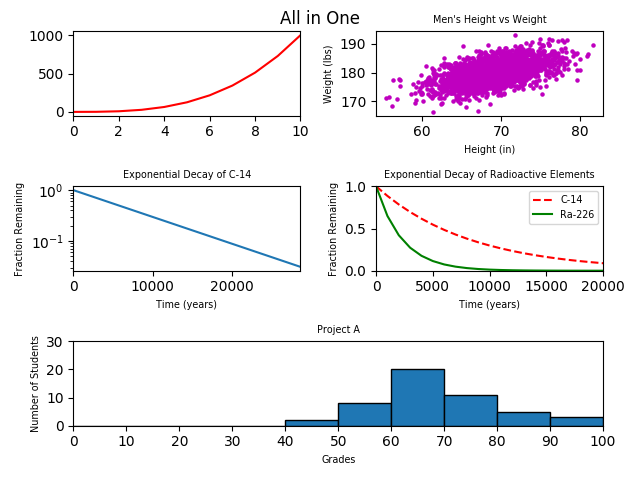 All in One
1000
500
0
0 2 4 6 8 10
Men's Height vs Weight
Weight (lbs)
190
180
170
60 70 80
Height (in)
Exponential Decay of C-14
Fraction Remaining
10⁰
10⁻¹
0 10000 20000
Time (years)
Exponential Decay of Radioactive Elements
Fraction Remaining
1.0
0.5
0.0
C-14
Ra-226
0 5000 10000 15000 20000
Time (years)
Project A
Number of Students
30
20
10
0
0 10 20 30 40 50 60 70 80 90 100
Grades